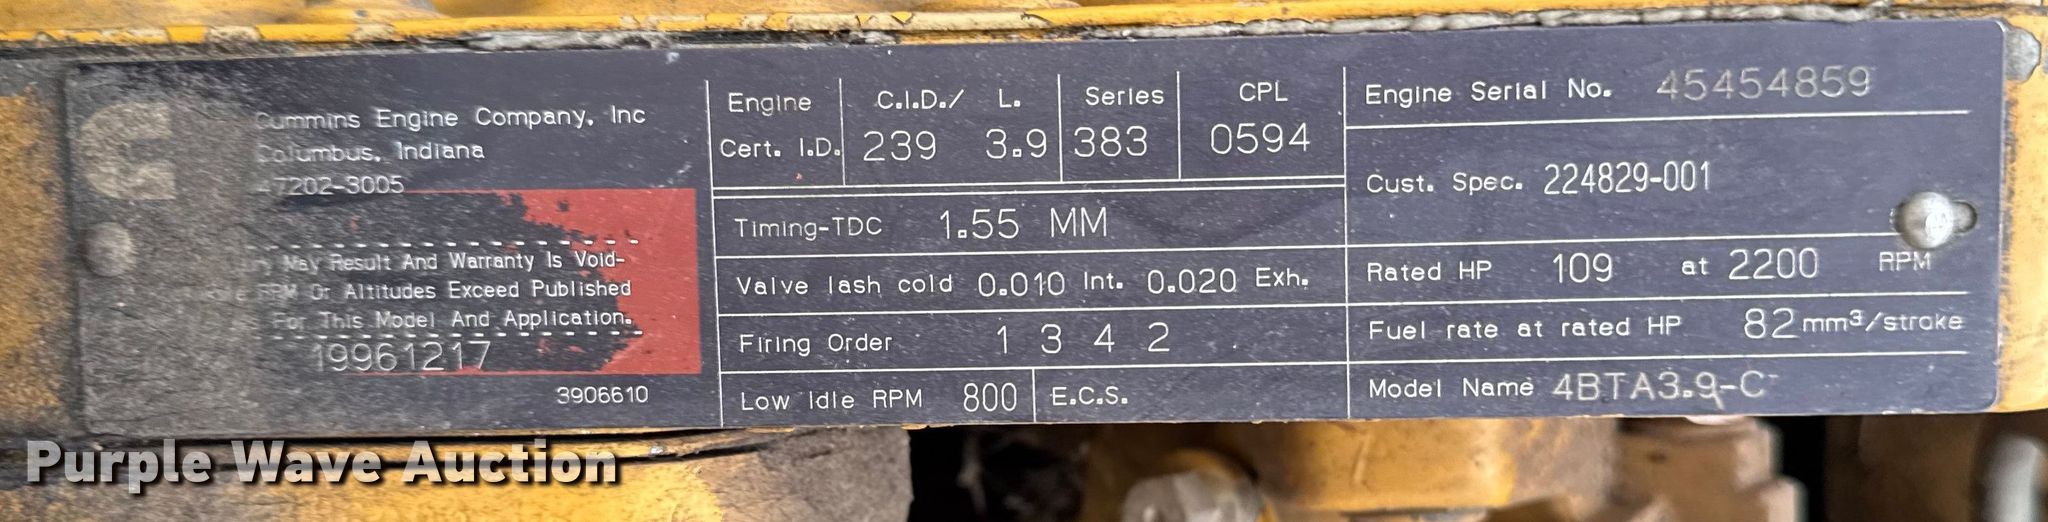 Cummins Engine Company, Inc
Columbus, Indiana
47202-3005
May Result And Warranty Is Void-
RPM Or Altitudes Exceed Published
For This Model And Application.
19961217
3906610
Engine Cert. I.D.
C.I.D./ L.
239 3.9
Series
383
CPL
0594
Timing-TDC 1.55 MM
Valve lash cold 0.010 Int. 0.020 Exh.
Firing Order 1 3 4 2
Low Idle RPM 800
E.C.S.
Engine Serial No. 45454859
Cust. Spec. 224829-001
Rated HP 109 at 2200 RPM
Fuel rate at rated HP 82 mm³/stroke
Model Name 4BTA3.9-C
Purple Wave Auction